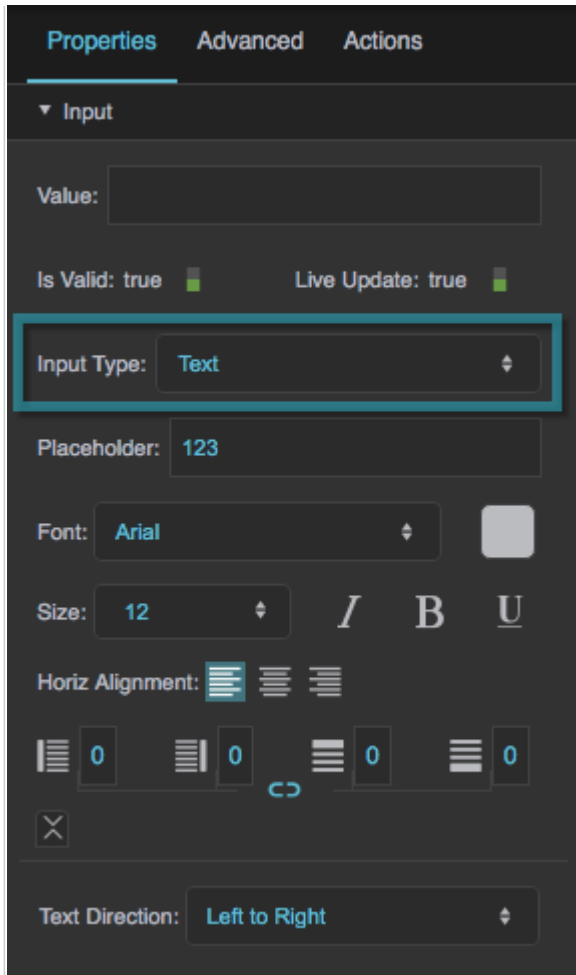 Properties Advanced Actions
Input
Value:
Is Valid: true Live Update: true
Input Type: Text
Placeholder: 123
Font: Arial
Size: 12 I B U
Horiz Alignment:
0 0 0 0
Text Direction: Left to Right